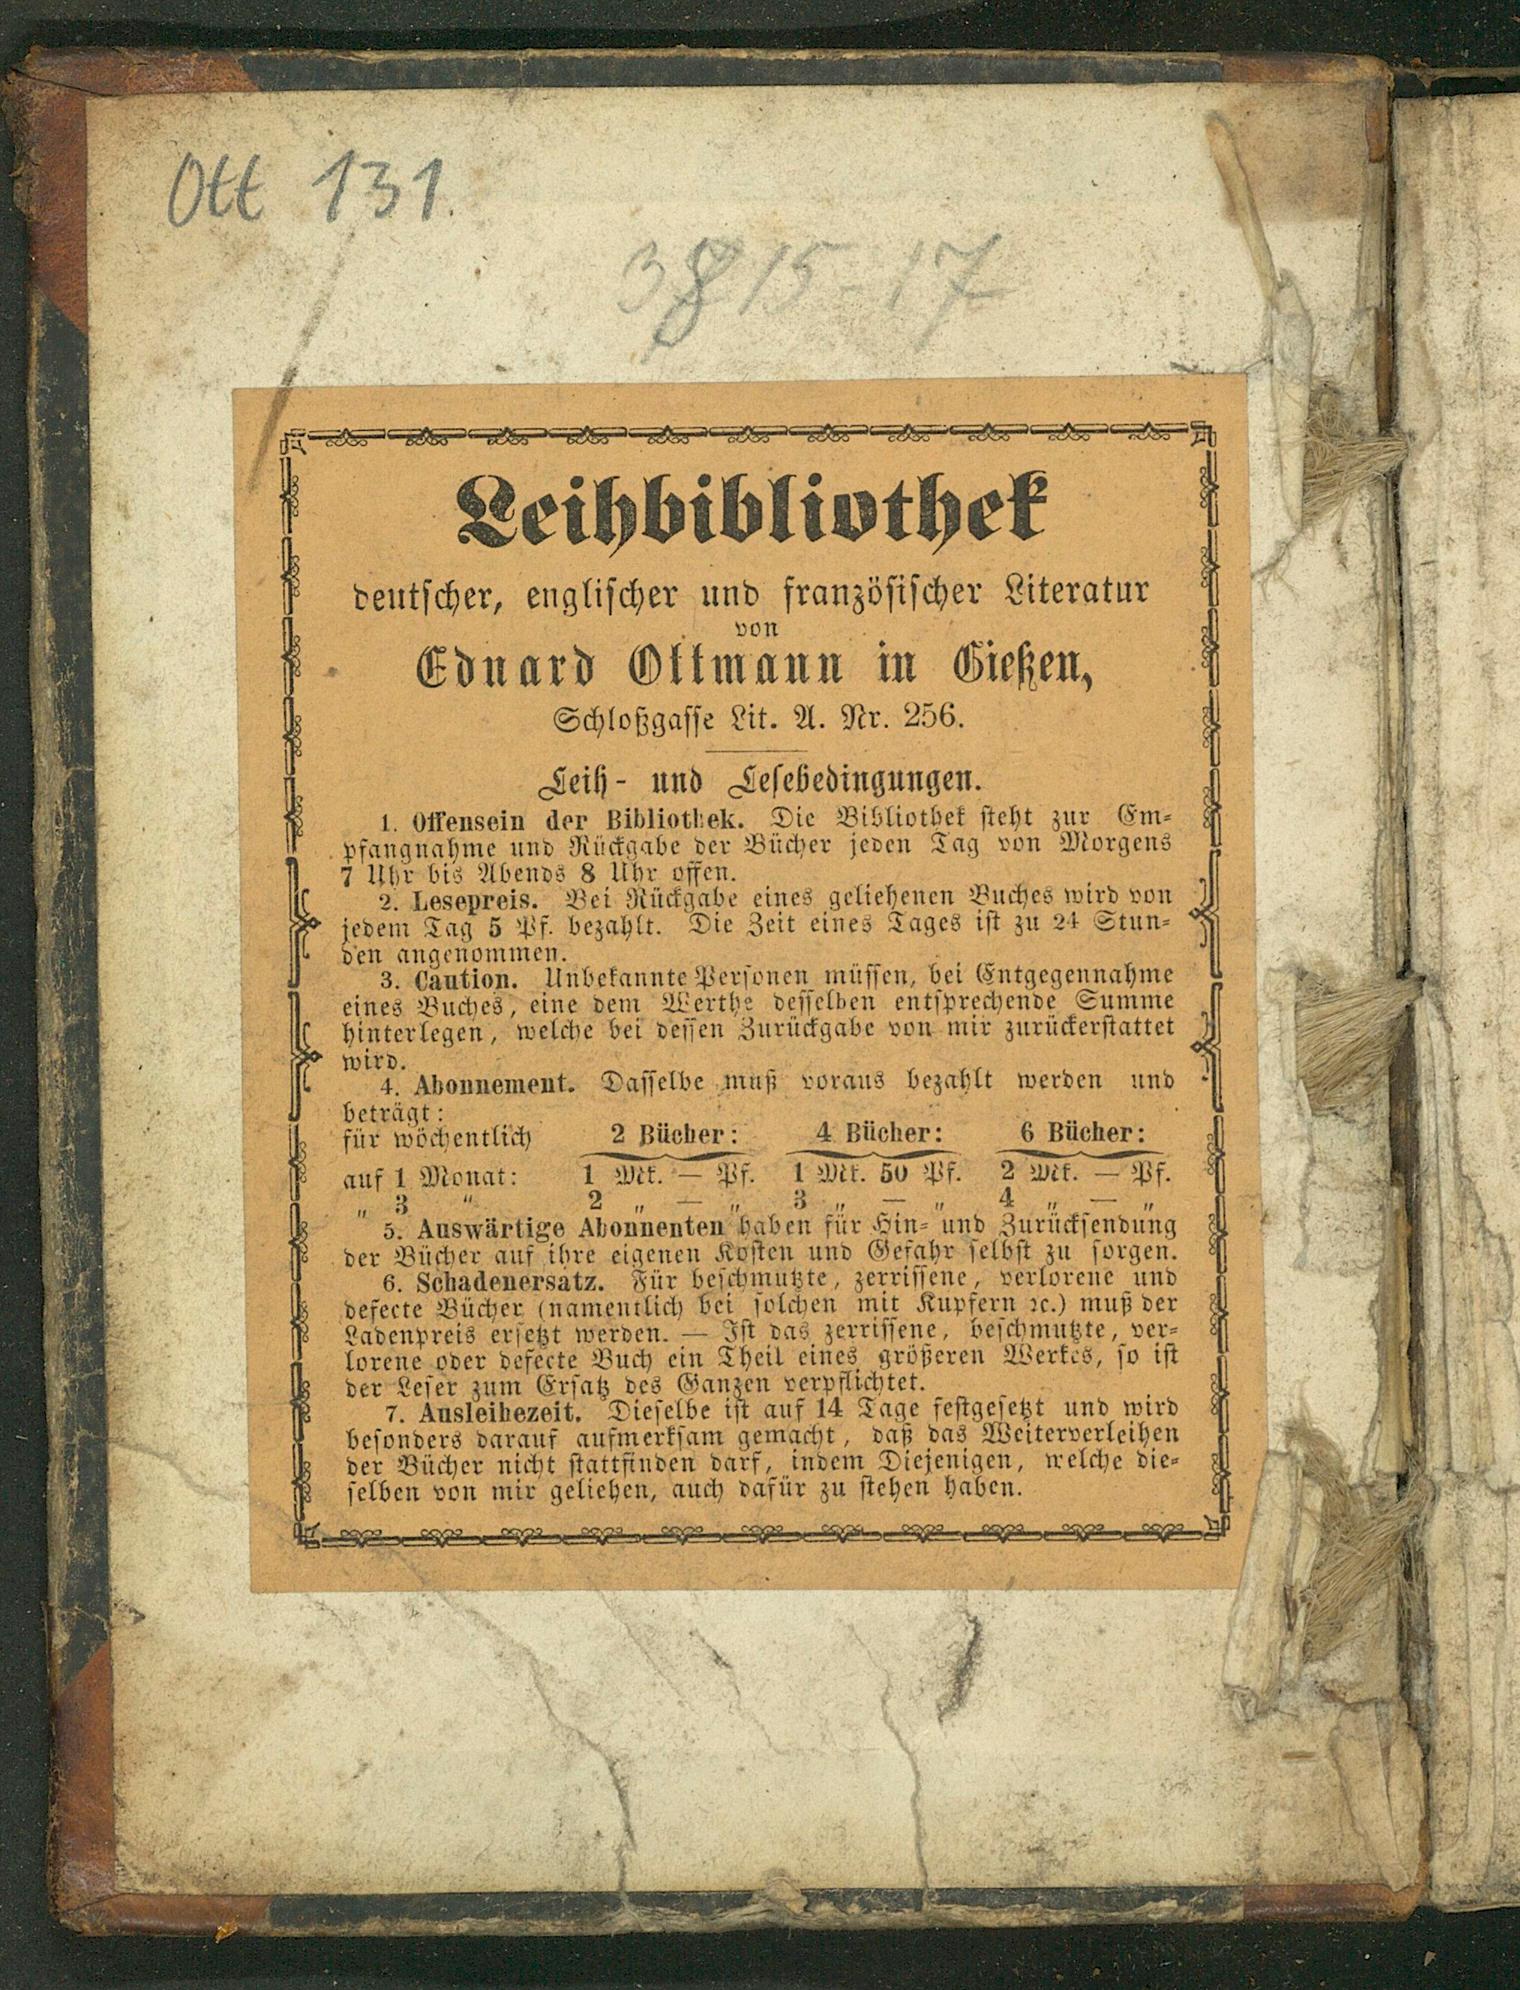 Ott 131.
3815-17
Leihbibliothek
deutscher, englischer und französischer Literatur
von
Eduard Ottmann in Gießen,
Schloßgasse Lit. A. Nr. 256.
Leih- und Lesebedingungen.
1. Offensein der Bibliothek. Die Bibliothek steht zur Em-
pfangnahme und Rückgabe der Bücher jeden Tag von Morgens
7 Uhr bis Abends 8 Uhr offen.
2. Lesepreis. Bei Rückgabe eines geliehenen Buches wird von
jedem Tag 5 Pf. bezahlt. Die Zeit eines Tages ist zu 24 Stun-
den angenommen.
3. Caution. Unbekannte Personen müssen, bei Entgegennahme
eines Buches, eine dem Werthe desselben entsprechende Summe
hinterlegen, welche bei dessen Zurückgabe von mir zurückerstattet
wird.
4. Abonnement. Dasselbe muß voraus bezahlt werden und
beträgt:
für wöchentlich 2 Bücher: 4 Bücher: 6 Bücher:
auf 1 Monat: 1 Mk. — Pf. 1 Mk. 50 Pf. 2 Mk. — Pf.
„ 3 " 2 „ — „ 3 „ — „ 4 „ — „
5. Auswärtige Abonnenten haben für Hin- und Zurücksendung
der Bücher auf ihre eigenen Kosten und Gefahr selbst zu sorgen.
6. Schadenersatz. Für beschmutzte, zerrissene, verlorene und
defecte Bücher (namentlich bei solchen mit Kupfern ꝛc.) muß der
Ladenpreis ersetzt werden. — Ist das zerrissene, beschmutzte, ver-
lorene oder defecte Buch ein Theil eines größeren Werkes, so ist
der Leser zum Ersatz des Ganzen verpflichtet.
7. Ausleihezeit. Dieselbe ist auf 14 Tage festgesetzt und wird
besonders darauf aufmerksam gemacht, daß das Weiterverleihen
der Bücher nicht stattfinden darf, indem Diejenigen, welche die-
selben von mir geliehen, auch dafür zu stehen haben.